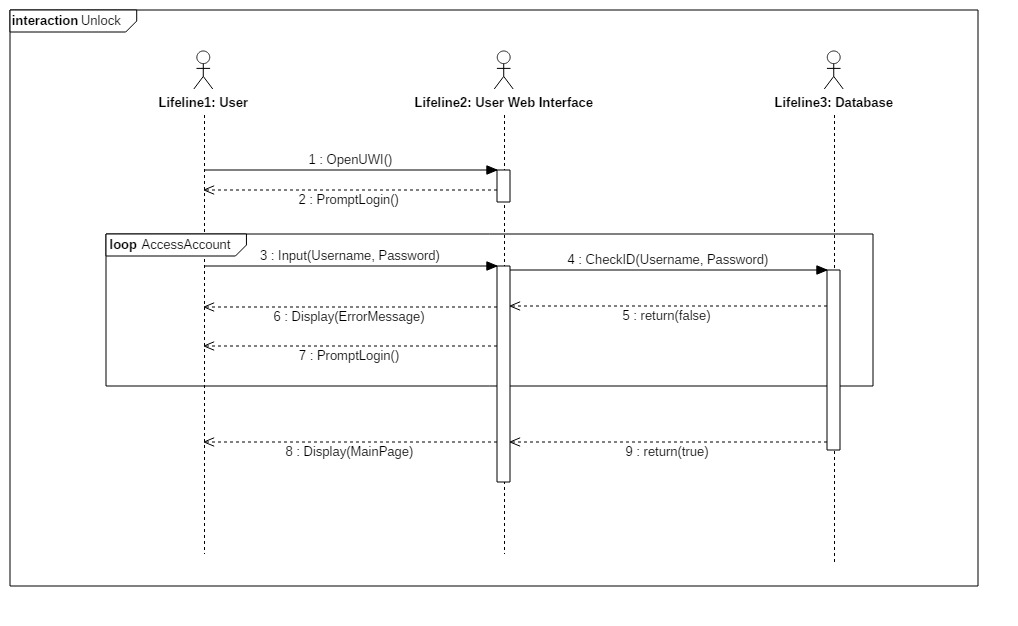 interaction Unlock
Lifeline1: User
Lifeline2: User Web Interface
Lifeline3: Database
1 : OpenUWI()
2 : PromptLogin()
loop AccessAccount
3 : Input(Username, Password)
4 : CheckID(Username, Password)
6 : Display(ErrorMessage)
5 : return(false)
7 : PromptLogin()
8 : Display(MainPage)
9 : return(true)